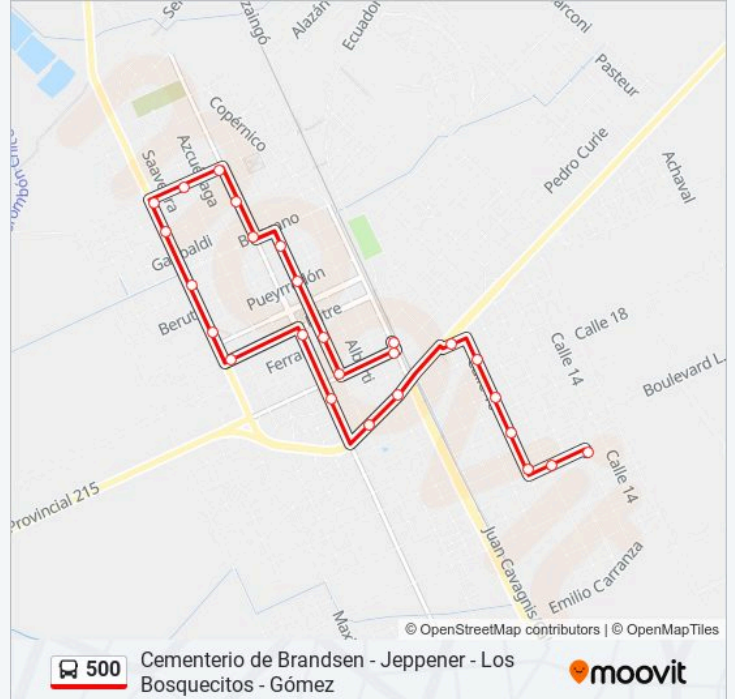 Alazán
Ecuador
Pasteur
Copérnico
Pedro Curie
Achaval
Azcuénaga
Saavedra
Garibaldi
Pueyrredón
Beruti
Alberti
Calle 18
Calle 14
Boulevard L.
Calle 14
Provincial 215
Juan Cavagnis
Emilio Carranza
© OpenStreetMap contributors | © OpenMapTiles
500
Cementerio de Brandsen - Jeppener - Los
Bosquecitos - Gómez
moovit